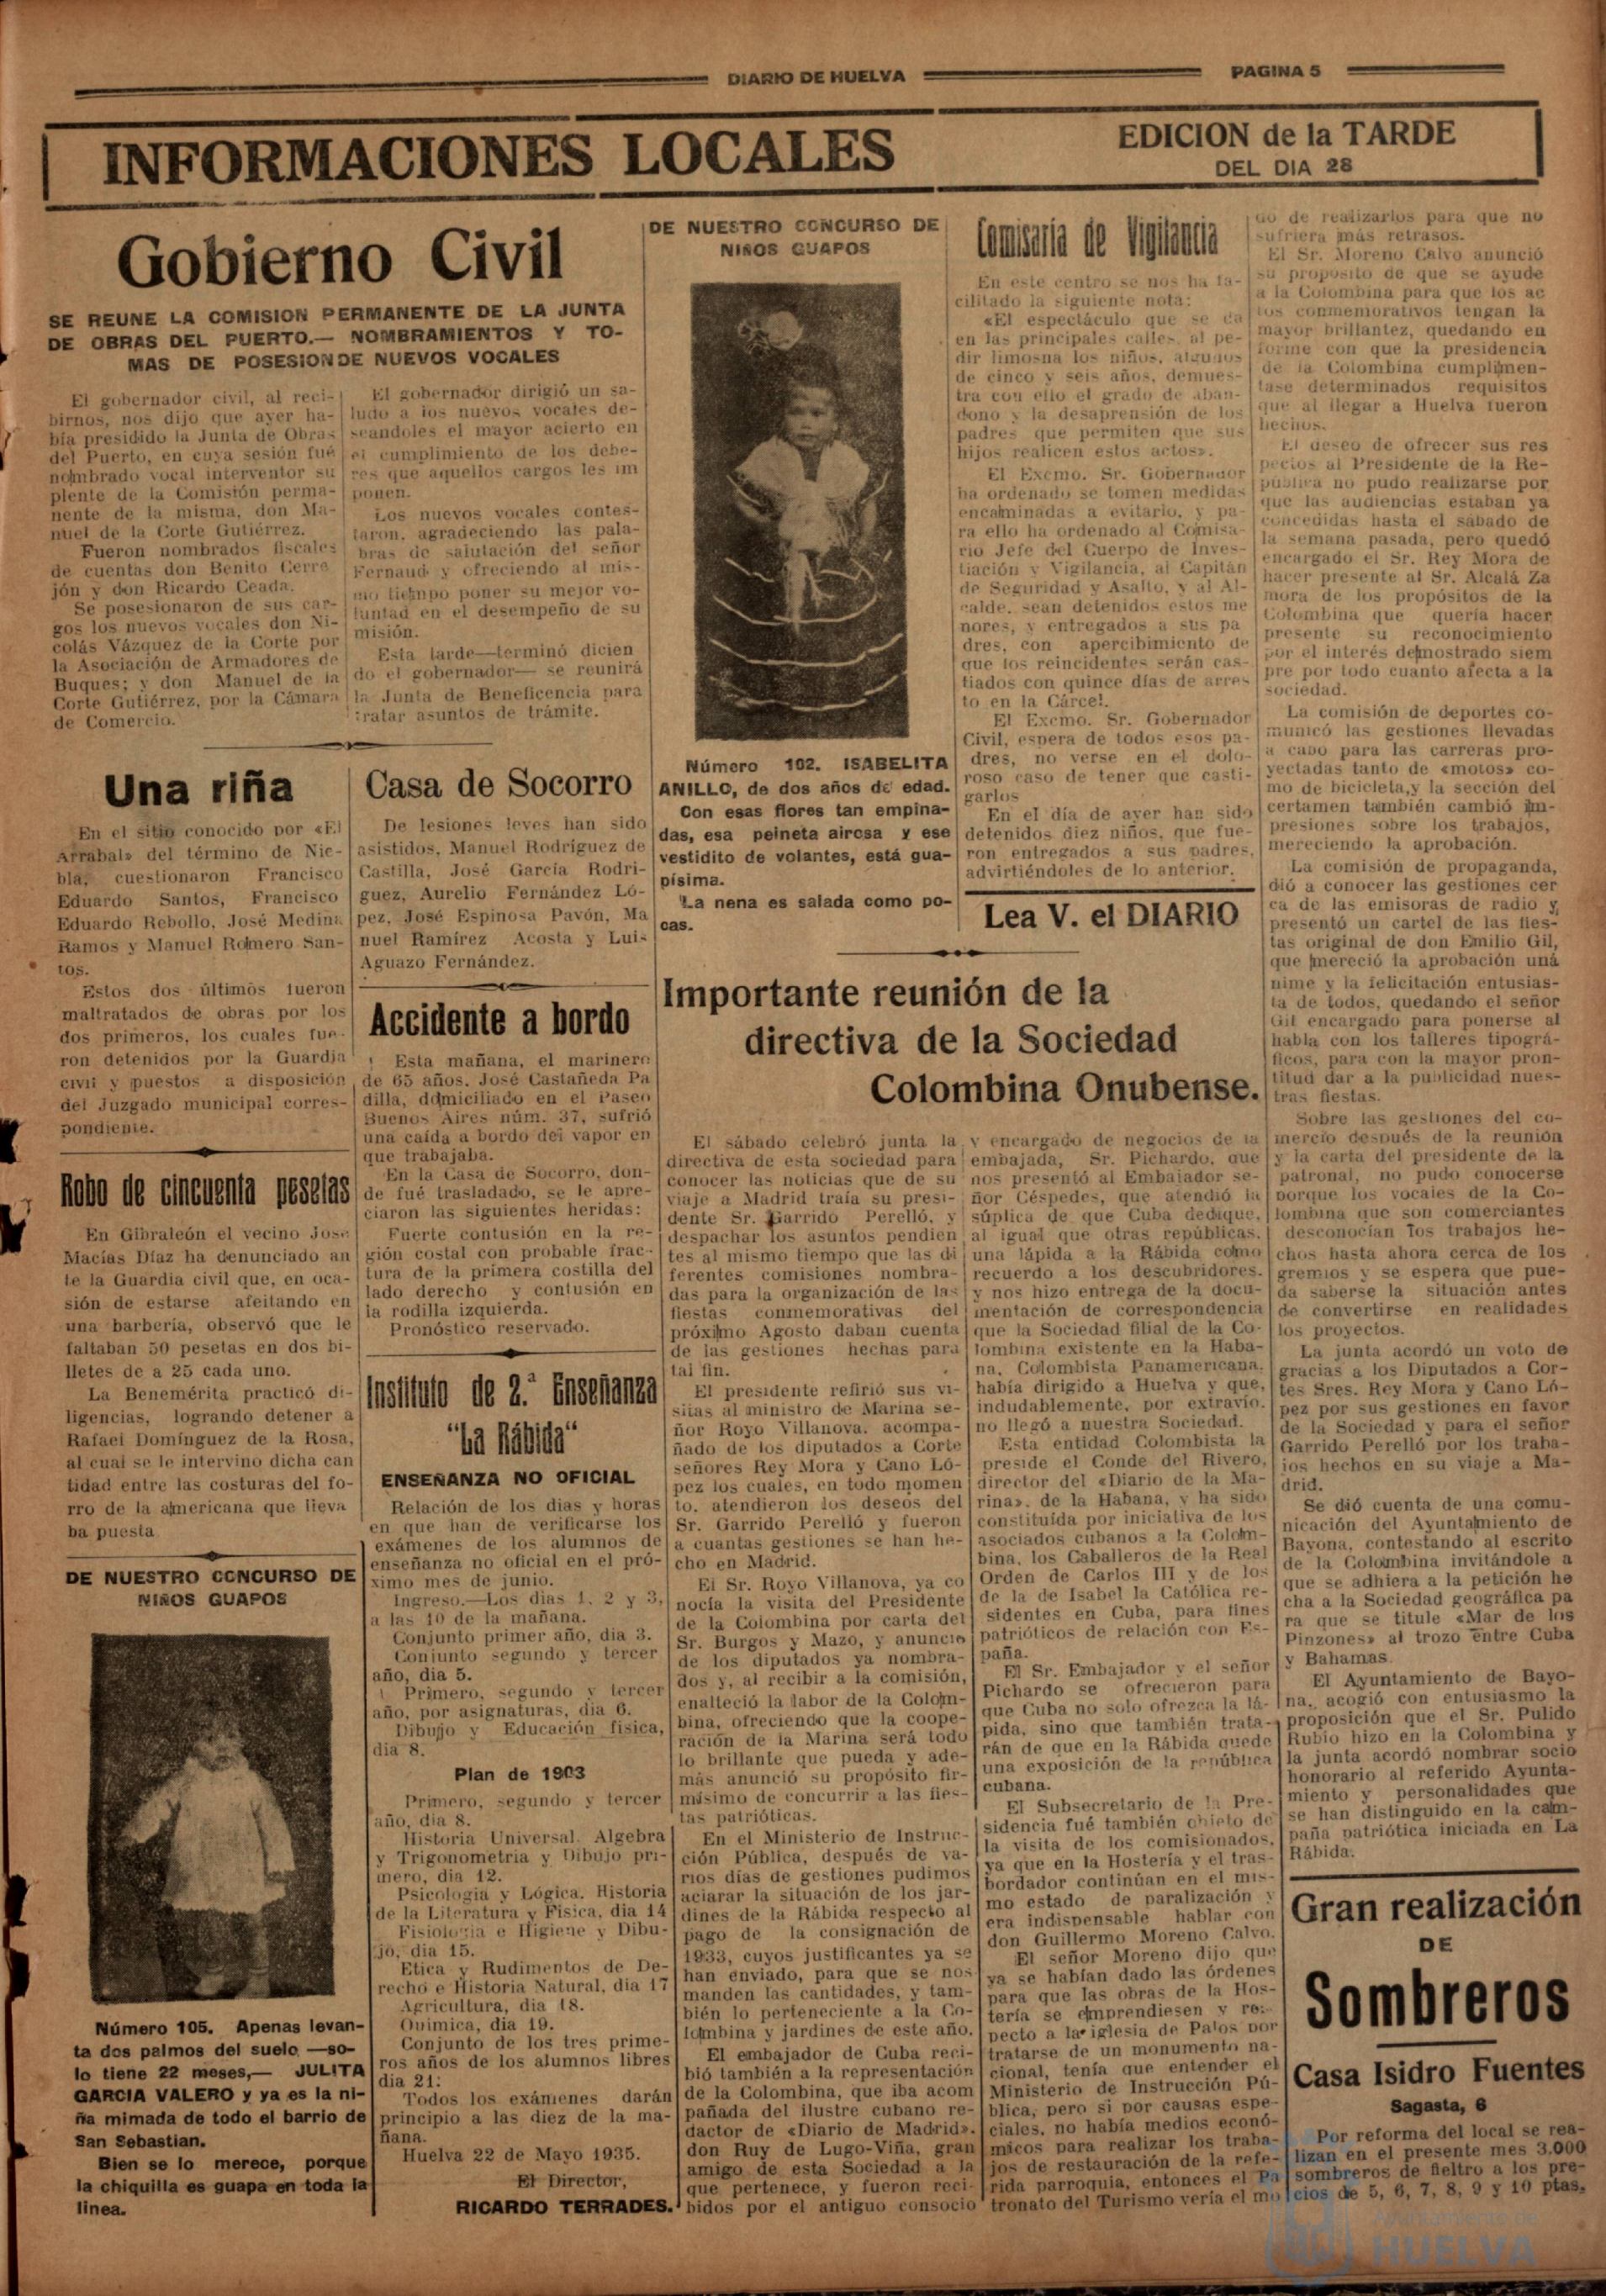 DIARIO DE HUELVA
PAGINA 5
INFORMACIONES LOCALES
EDICION de la TARDE
DEL DIA 28
Gobierno Civil
SE REUNE LA COMISION PERMANENTE DE LA JUNTA
DE OBRAS DEL PUERTO.— NOMBRAMIENTOS Y TO-
MAS DE POSESION DE NUEVOS VOCALES
El gobernador civil, al reci-
birnos, nos dijo que ayer ha-
bía presidido la Junta de Obras
del Puerto, en cuya sesión fué
nombrado vocal interventor su
plente de la Comisión perma-
nente de la misma, don Ma-
nuel de la Corte Gutiérrez.
Fueron nombrados fiscales
de cuentas don Benito Cerre
jón y don Ricardo Ceada.
Se posesionaron de sus car-
gos los nuevos vocales don Ni-
colás Vázquez de la Corte por
la Asociación de Armadores de
Buques; y don Manuel de la
Corte Gutiérrez, por la Cámara
de Comercio.
El gobernador dirigió un sa-
ludo a los nuevos vocales de-
seandoles el mayor acierto en
el cumplimiento de los debe-
res que aquellos cargos les im
ponen.
Los nuevos vocales contes-
taron, agradeciendo las pala-
bras de salutación del señor
Fernaud y ofreciendo al mis-
mo tiempo poner su mejor vo-
luntad en el desempeño de su
misión.
Esta tarde—terminó dicien
do el gobernador— se reunirá
la Junta de Beneficencia para
tratar asuntos de trámite.
Una riña
En el sitio conocido por «El
Arrabal» del término de Nie-
bla, cuestionaron Francisco
Eduardo Santos, Francisco
Eduardo Rebollo, José Medina
Ramos y Manuel Romero San-
tos.
Estos dos últimos fueron
maltratados de obras por los
dos primeros, los cuales fue-
ron detenidos por la Guardia
civil y puestos a disposición
del Juzgado municipal corres-
pondiente.
Robo de cincuenta pesetas
En Gibraleón el vecino José
Macías Díaz ha denunciado an
te la Guardia civil que, en oca-
sión de estarse afeitando en
una barbería, observó que le
faltaban 50 pesetas en dos bi-
lletes de a 25 cada uno.
La Benemérita practicó di-
ligencias, logrando detener a
Rafael Domínguez de la Rosa,
al cual se le intervino dicha can
tidad entre las costuras del fo-
rro de la americana que lleva
ba puesta
DE NUESTRO CONCURSO DE
NIÑOS GUAPOS
Número 105. Apenas levan-
ta dos palmos del suelo —so-
lo tiene 22 meses,— JULITA
GARCIA VALERO y ya es la ni-
ña mimada de todo el barrio de
San Sebastian.
Bien se lo merece, porque
la chiquilla es guapa en toda la
linea.
Casa de Socorro
De lesiones leves han sido
asistidos, Manuel Rodríguez de
Castilla, José García Rodrí-
guez, Aurelio Fernández Ló-
pez, José Espinosa Pavón, Ma
nuel Ramírez Acosta y Luis
Aguazo Fernández.
Accidente a bordo
Esta mañana, el marinero
de 65 años, José Castañeda Pa
dilla, domiciliado en el Paseo
Buenos Aires núm. 37, sufrió
una caída a bordo del vapor en
que trabajaba.
En la Casa de Socorro, don-
de fué trasladado, se le apre-
ciaron las siguientes heridas:
Fuerte contusión en la re-
gión costal con probable frac-
tura de la primera costilla del
lado derecho y contusión en
la rodilla izquierda.
Pronóstico reservado.
Instituto de 2.ª Enseñanza
"La Rábida"
ENSEÑANZA NO OFICIAL
Relación de los dias y horas
en que han de verificarse los
exámenes de los alumnos de
enseñanza no oficial en el pró-
ximo mes de junio.
Ingreso.—Los dias 1, 2 y 3,
a las 10 de la mañana.
Conjunto primer año, dia 3.
Conjunto segundo y tercer
año, dia 5.
Primero, segundo y tercer
año, por asignaturas, dia 6.
Dibujo y Educación fisica,
dia 8.
Plan de 1903
Primero, segundo y tercer
año, dia 8.
Historia Universal. Algebra
y Trigonometria y Dibujo pri-
mero, dia 12.
Psicologia y Lógica. Historia
de la Literatura y Fisica, dia 14
Fisiologia e Higiene y Dibu-
jo, dia 15.
Etica y Rudimentos de De-
recho e Historia Natural, dia 17
Agricultura, dia 18.
Quimica, dia 19.
Conjunto de los tres prime-
ros años de los alumnos libres
dia 21:
Todos los exámenes darán
principio a las diez de la ma-
ñana.
Huelva 22 de Mayo 1935.
El Director,
RICARDO TERRADES.
DE NUESTRO CONCURSO DE
NIÑOS GUAPOS
Número 102. ISABELITA
ANILLO, de dos años de edad.
Con esas flores tan empina-
das, esa peineta airosa y ese
vestidito de volantes, está gua-
písima.
La nena es salada como po-
cas.
Comisaría de Vigilancia
En este centro se nos ha fa-
cilitado la siguiente nota:
«El espectáculo que se da
en las principales calles, al pe-
dir limosna los niños, algunos
de cinco y seis años, demues-
tra con ello el grado de aban-
dono y la desaprensión de los
padres que permiten que sus
hijos realicen estos actos».
El Excmo. Sr. Gobernador
ha ordenado se tomen medidas
encaminadas a evitarlo, y pa-
ra ello ha ordenado al Comisa-
rio Jefe del Cuerpo de Inves-
tiación y Vigilancia, al Capitán
de Seguridad y Asalto, y al Al-
calde, sean detenidos estos me
nores, y entregados a sus pa
dres, con apercibimiento de
que los reincidentes serán cas-
tiados con quince días de arres
to en la Cárcel.
El Excmo. Sr. Gobernador
Civil, espera de todos esos pa-
dres, no verse en el dolo-
roso caso de tener que casti-
garlos
En el día de ayer han sido
detenidos diez niños, que fue-
ron entregados a sus padres,
advirtiéndoles de lo anterior.
Lea V. el DIARIO
Importante reunión de la
directiva de la Sociedad
Colombina Onubense.
El sábado celebró junta la
directiva de esta sociedad para
conocer las noticias que de su
viaje a Madrid traía su presi-
dente Sr. Garrido Perelló, y
despachar los asuntos pendien
tes al mismo tiempo que las di
ferentes comisiones nombra-
das para la organización de las
fiestas conmemorativas del
próximo Agosto daban cuenta
de las gestiones hechas para
tal fin.
El presidente refirió sus vi-
sitas al ministro de Marina se-
ñor Royo Villanova, acompa-
ñado de los diputados a Corte
señores Rey Mora y Cano Ló-
pez los cuales, en todo momen
to, atendieron los deseos del
Sr. Garrido Perelló y fueron
a cuantas gestiones se han he-
cho en Madrid.
El Sr. Royo Villanova, ya co
nocía la visita del Presidente
de la Colombina por carta del
Sr. Burgos y Mazo, y anuncio
de los diputados ya nombra-
dos y, al recibir a la comisión,
enalteció la labor de la Colom-
bina, ofreciendo que la coope-
ración de la Marina será todo
lo brillante que pueda y ade-
más anunció su propósito fir-
mísimo de concurrir a las fies-
tas patrióticas.
En el Ministerio de Instruc-
ción Pública, después de va-
rios días de gestiones pudimos
aclarar la situación de los jar-
dines de la Rábida respecto al
pago de la consignación de
1933, cuyos justificantes ya se
han enviado, para que se nos
manden las cantidades, y tam-
bién lo perteneciente a la Co-
lombina y jardines de este año.
El embajador de Cuba reci-
bió también a la representación
de la Colombina, que iba acom
pañada del ilustre cubano re-
dactor de «Diario de Madrid».
don Ruy de Lugo-Viña, gran
amigo de esta Sociedad a la
que pertenece, y fueron reci-
bidos por el antiguo consocio
y encargado de negocios de la
embajada, Sr. Pichardo, que
nos presentó al Embajador se-
ñor Céspedes, que atendió la
súplica de que Cuba dedique,
al igual que otras repúblicas,
una lápida a la Rábida como
recuerdo a los descubridores.
y nos hizo entrega de la docu-
mentación de correspondencia
que la Sociedad filial de la Co-
lombina existente en la Haba-
na, Colombista Panamericana,
había dirigido a Huelva y que,
indudablemente, por extravio,
no llegó a nuestra Sociedad.
Esta entidad Colombista la
preside el Conde del Rivero,
director del «Diario de la Ma-
rina», de la Habana, y ha sido
constituída por iniciativa de los
asociados cubanos a la Colom-
bina, los Caballeros de la Real
Orden de Carlos III y de los
de la de Isabel la Católica re-
sidentes en Cuba, para fines
patrióticos de relación con Es-
paña.
El Sr. Embajador y el señor
Pichardo se ofrecieron para
que Cuba no solo ofrezca la lá-
pida, sino que también trata-
rán de que en la Rábida quede
una exposición de la república
cubana.
El Subsecretario de la Pre-
sidencia fué también objeto de
la visita de los comisionados,
ya que en la Hostería y el tras-
bordador continúan en el mis-
mo estado de paralización y
era indispensable hablar con
don Guillermo Moreno Calvo.
El señor Moreno dijo que
ya se habían dado las órdenes
para que las obras de la Hos-
tería se emprendiesen y res-
pecto a la iglesia de Palos por
tratarse de un monumento na-
cional, tenía que entender el
Ministerio de Instrucción Pú-
blica, pero si por causas espe-
ciales, no había medios econó-
micos para realizar los traba-
jos de restauración de la refe-
rida parroquia, entonces el Pa
tronato del Turismo vería el mo
do de realizarlos para que no
sufriera más retrasos.
El Sr. Moreno Calvo anunció
su propósito de que se ayude
a la Colombina para que los ac
tos conmemorativos tengan la
mayor brillantez, quedando en
forme con que la presidencia
de la Colombina cumplimen-
tase determinados requisitos
que al llegar a Huelva fueron
hechos.
El deseo de ofrecer sus res
pectos al Presidente de la Re-
pública no pudo realizarse por
que las audiencias estaban ya
concedidas hasta el sábado de
la semana pasada, pero quedó
encargado el Sr. Rey Mora de
hacer presente al Sr. Alcalá Za
mora de los propósitos de la
Colombina que quería hacer
presente su reconocimiento
por el interés demostrado siem
pre por todo cuanto afecta a la
sociedad.
La comisión de deportes co-
municó las gestiones llevadas
a cabo para las carreras pro-
yectadas tanto de «motos» co-
mo de bicicleta,y la sección del
certamen también cambió im-
presiones sobre los trabajos,
mereciendo la aprobación.
La comisión de propaganda,
dió a conocer las gestiones cer
ca de las emisoras de radio y
presentó un cartel de las fies-
tas original de don Emilio Gil,
que mereció la aprobación uná
nime y la felicitación entusias-
ta de todos, quedando el señor
Gil encargado para ponerse al
habla con los talleres tipográ-
ficos, para con la mayor pron-
titud dar a la publicidad nues-
tras fiestas.
Sobre las gestiones del co-
mercio después de la reunión
y la carta del presidente de la
patronal, no pudo conocerse
porque los vocales de la Co-
lombina que son comerciantes
desconocían los trabajos he-
chos hasta ahora cerca de los
gremios y se espera que pue-
da saberse la situación antes
de convertirse en realidades
los proyectos.
La junta acordó un voto de
gracias a los Diputados a Cor-
tes Sres. Rey Mora y Cano Ló-
pez por sus gestiones en favor
de la Sociedad y para el señor
Garrido Perelló por los traba-
jos hechos en su viaje a Ma-
drid.
Se dió cuenta de una comu-
nicación del Ayuntamiento de
Bayona, contestando al escrito
de la Colombina invitándole a
que se adhiera a la petición he
cha a la Sociedad geográfica pa
ra que se titule «Mar de los
Pinzones» al trozo entre Cuba
y Bahamas.
El Ayuntamiento de Bayo-
na, acogió con entusiasmo la
proposición que el Sr. Pulido
Rubio hizo en la Colombina y
la junta acordó nombrar socio
honorario al referido Ayunta-
miento y personalidades que
se han distinguido en la cam-
paña patriótica iniciada en La
Rábida.
Gran realización
DE
Sombreros
Casa Isidro Fuentes
Sagasta, 6
Por reforma del local se rea-
lizan en el presente mes 3.000
sombreros de fieltro a los pre-
cios de 5, 6, 7, 8, 9 y 10 ptas.
Ayuntamiento de
HUELVA